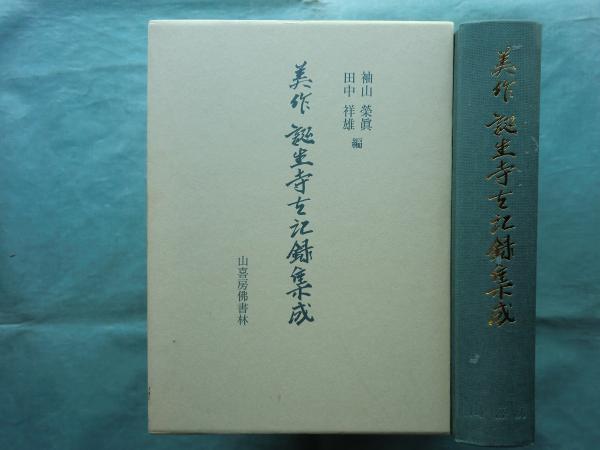 袖山 榮眞
田中 祥雄 編
美作 誕生寺古記録集成
山喜房佛書林
美作 誕生寺古記録集成